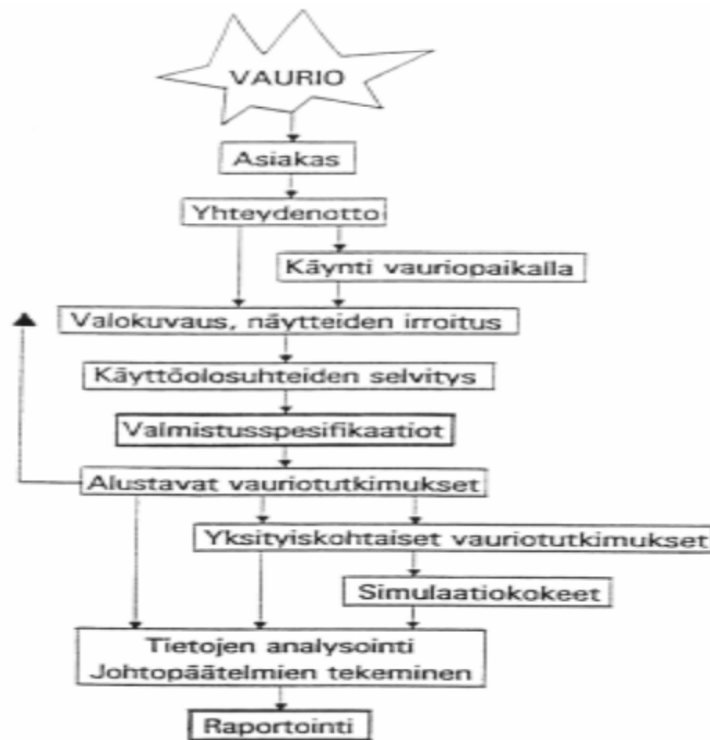 VAURIO
Asiakas
Yhteydenotto
Käynti vauriopaikalla
Valokuvaus, näytteiden irroitus
Käyttöolosuhteiden selvitys
Valmistusspesifikaatiot
Alustavat vauriotutkimukset
Yksityiskohtaiset vauriotutkimukset
Simulaatiokokeet
Tietojen analysointi
Johtopäätelmien tekeminen
Raportointi